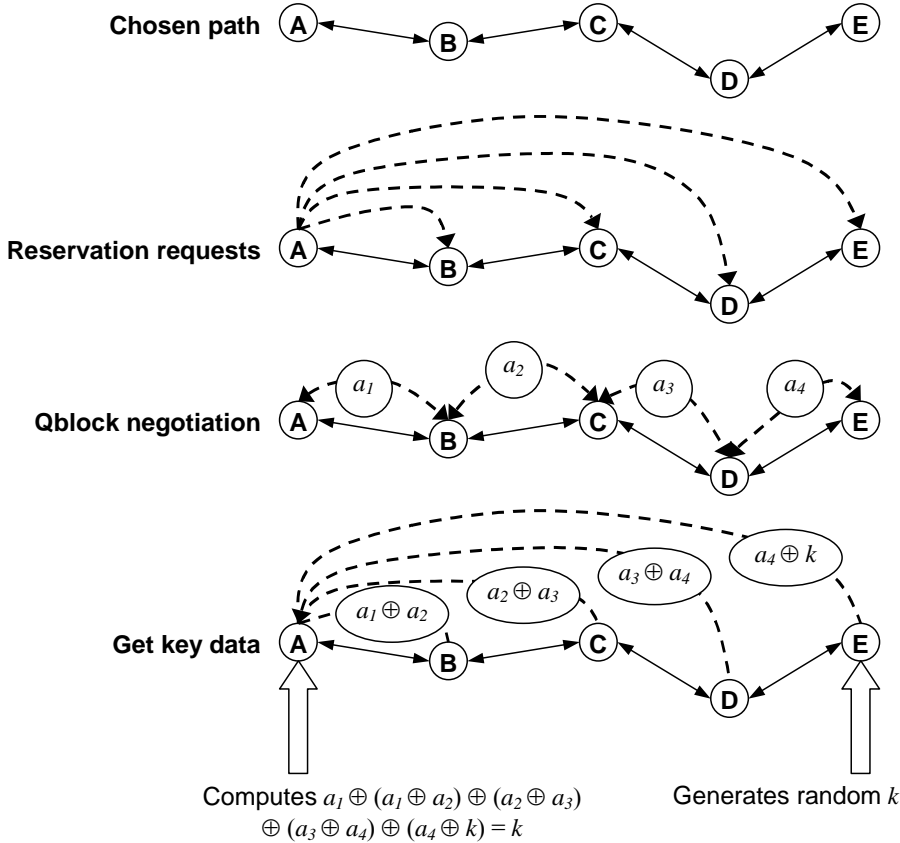 Chosen path
A B C D E
Reservation requests
A B C D E
a1 a2 a3 a4
Qblock negotiation
A B C D E
a4 ⊕ k
a3 ⊕ a4
a2 ⊕ a3
a1 ⊕ a2
Get key data
A B C D E
Computes a1 ⊕ (a1 ⊕ a2) ⊕ (a2 ⊕ a3)
⊕ (a3 ⊕ a4) ⊕ (a4 ⊕ k) = k
Generates random k